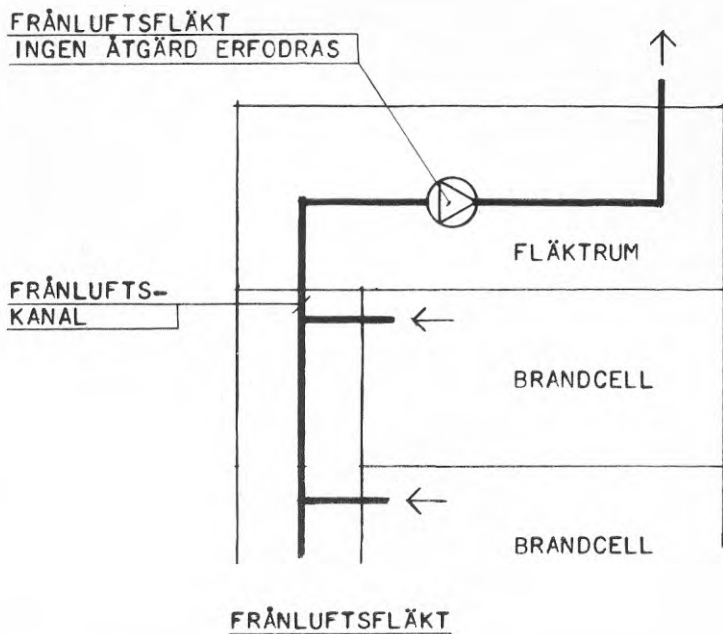 FRÅNLUFTSFLÄKT
INGEN ÅTGÄRD ERFODRAS
FLÄKTRUM
FRÅNLUFTS-
KANAL
BRANDCELL
BRANDCELL
FRÅNLUFTSFLÄKT